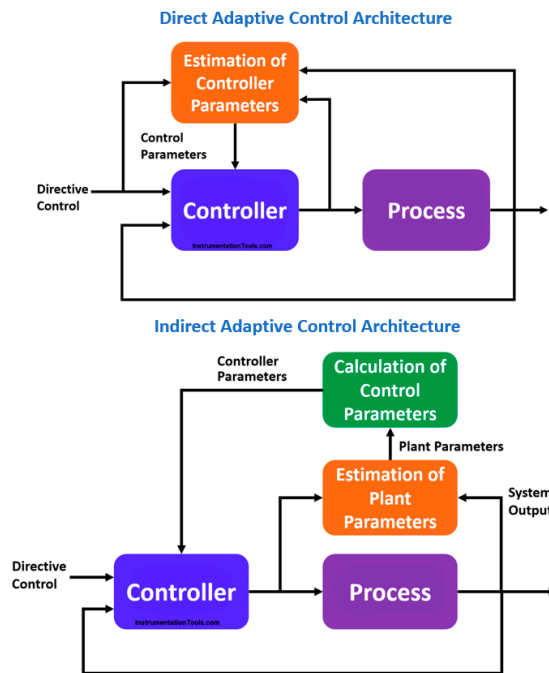 Direct Adaptive Control Architecture
Estimation of
Controller
Parameters
Control
Parameters
Directive
Control
Controller
InstrumentationTools.com
Process
Indirect Adaptive Control Architecture
Controller
Parameters
Calculation of
Control
Parameters
Plant Parameters
Estimation of
Plant
Parameters
System
Output
Directive
Control
Controller
InstrumentationTools.com
Process